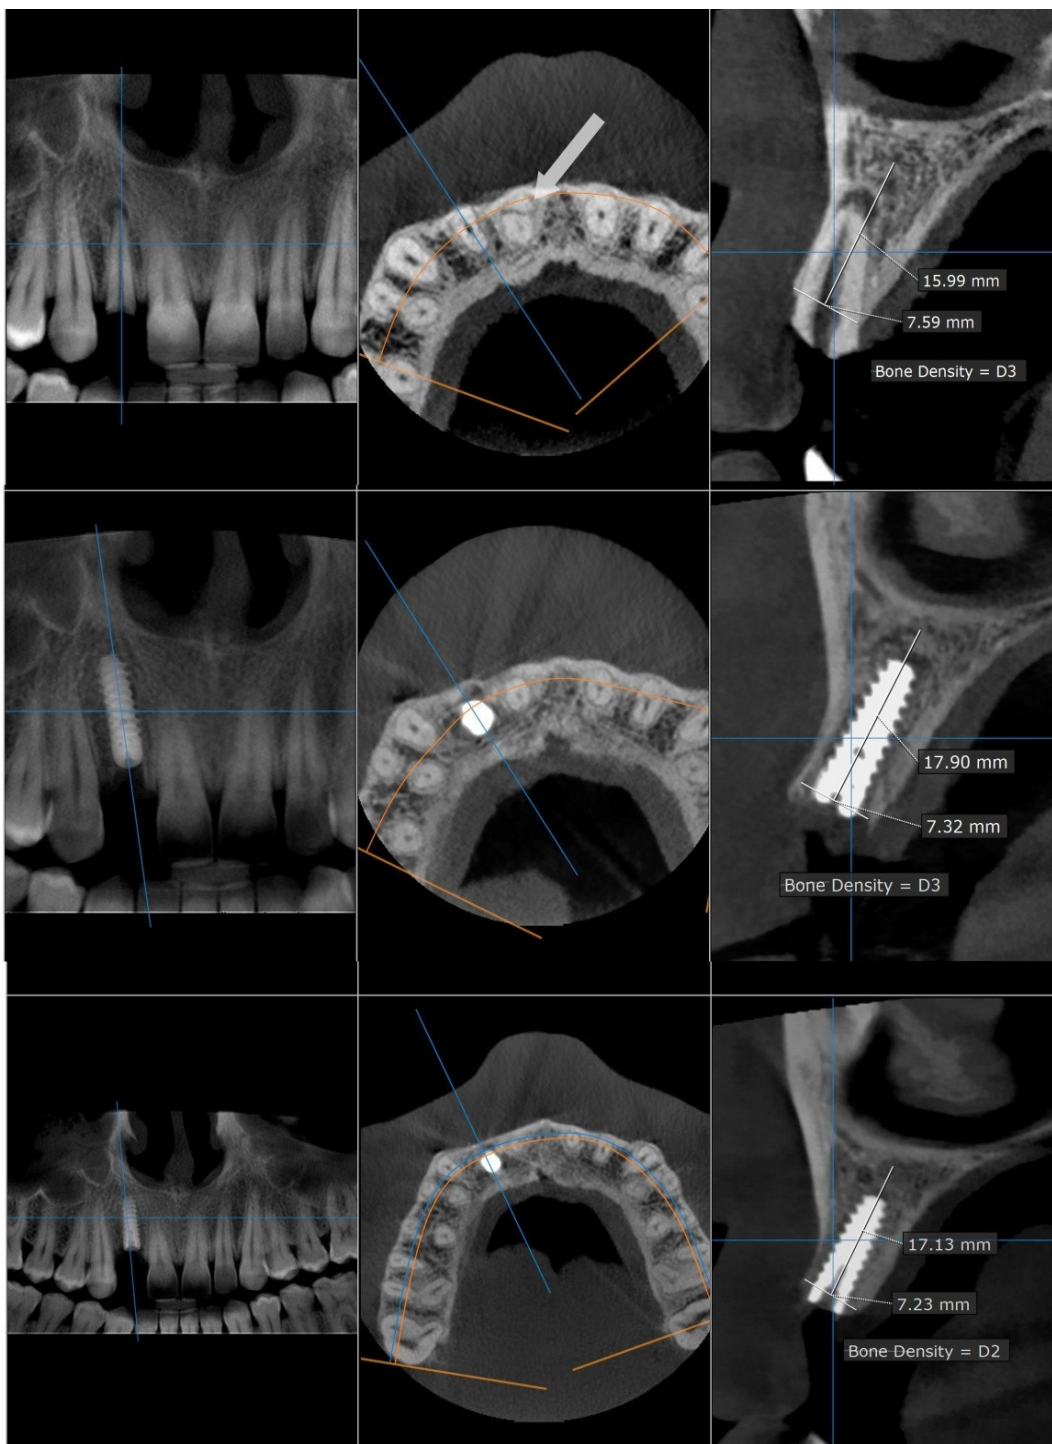 15.99 mm
7.59 mm
Bone Density = D3
17.90 mm
7.32 mm
Bone Density = D3
17.13 mm
7.23 mm
Bone Density = D2